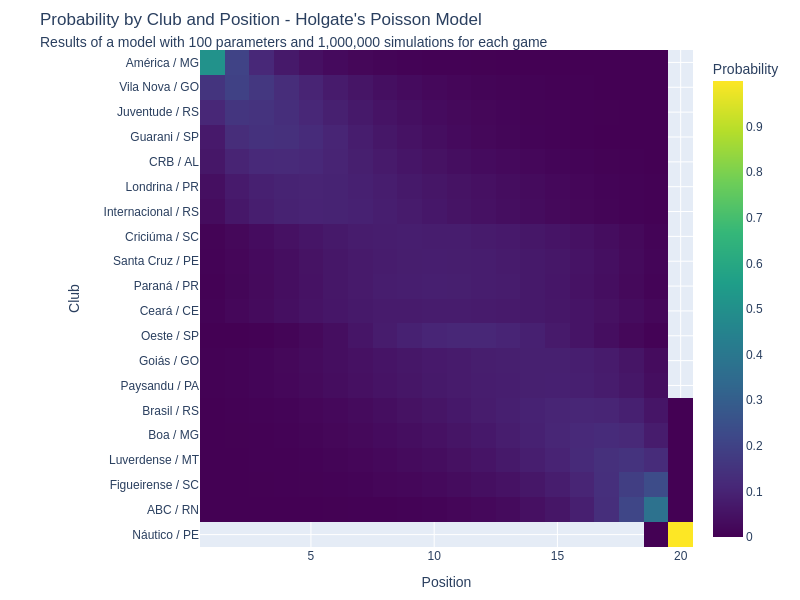 Probability by Club and Position - Holgate's Poisson Model
Results of a model with 100 parameters and 1,000,000 simulations for each game
Probability
América / MG
Vila Nova / GO
Juventude / RS
Guarani / SP
CRB / AL
Londrina / PR
Internacional / RS
Criciúma / SC
Santa Cruz / PE
Paraná / PR
Ceará / CE
Oeste / SP
Goiás / GO
Paysandu / PA
Brasil / RS
Boa / MG
Luverdense / MT
Figueirense / SC
ABC / RN
Náutico / PE
Club
5
10
15
20
Position
0.9
0.8
0.7
0.6
0.5
0.4
0.3
0.2
0.1
0